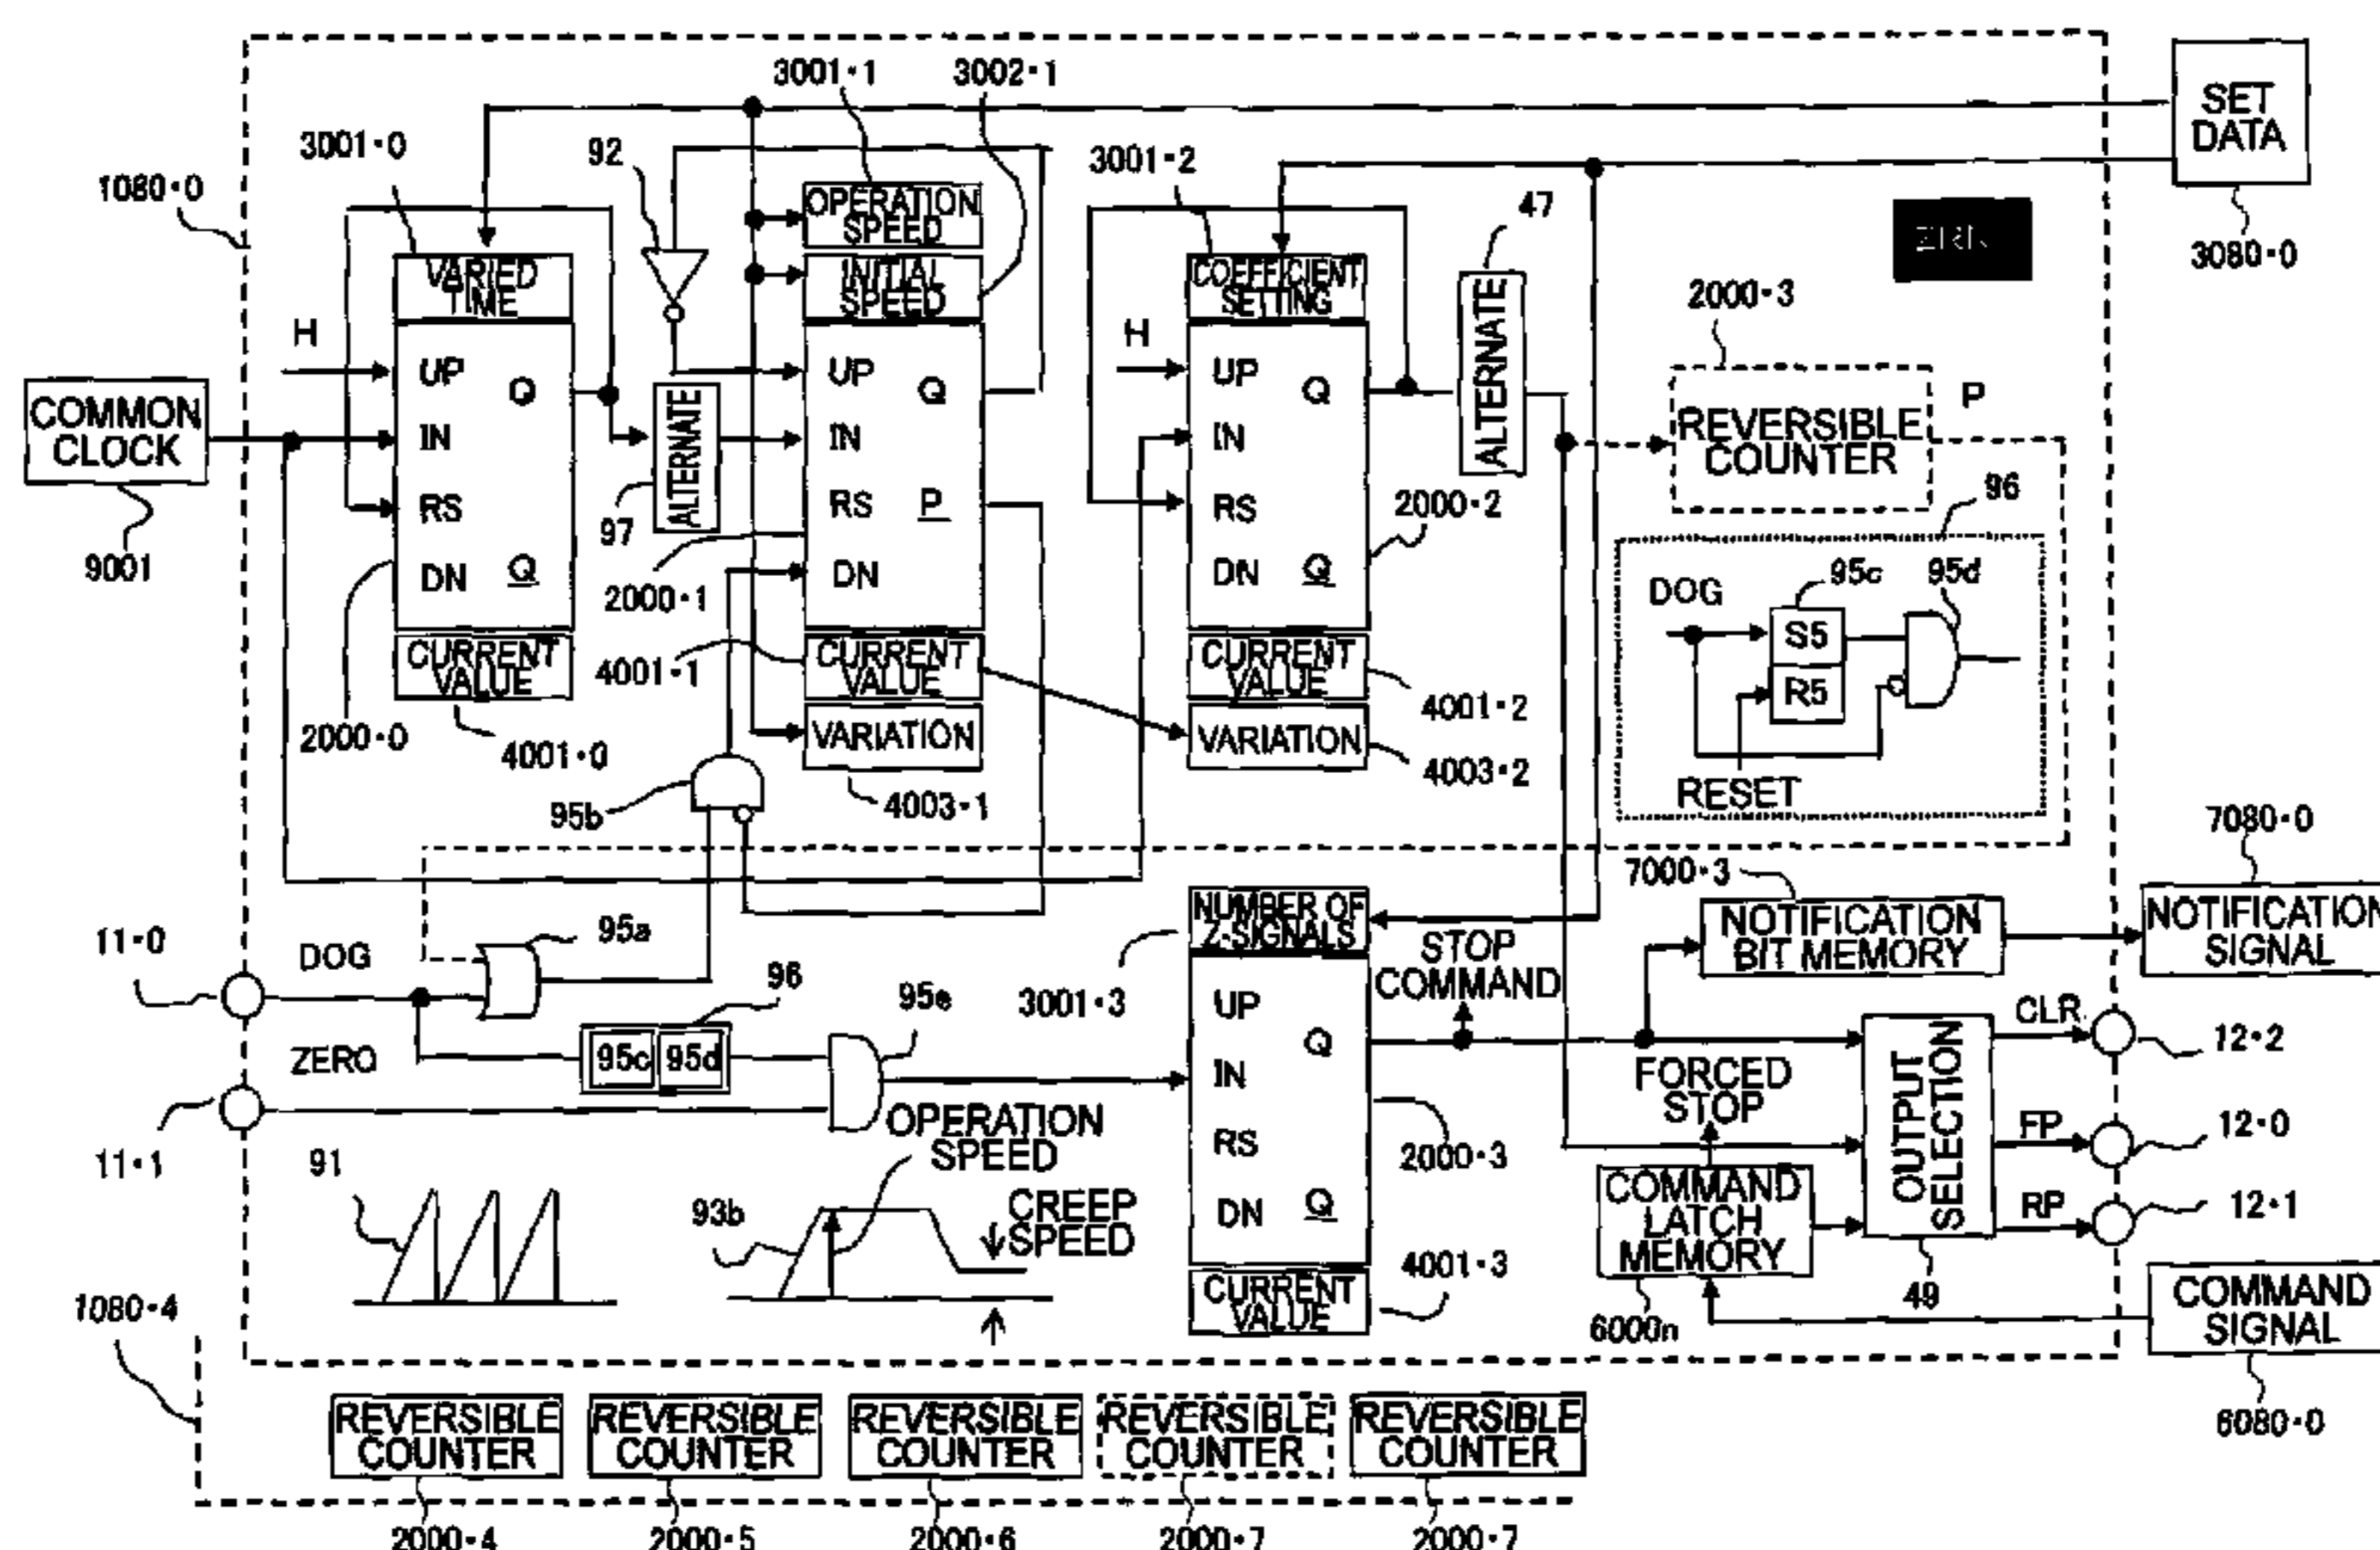 3001·1
3002·1
SET
DATA
3001·0
92
3001·2
47
1080·0
OPERATION
SPEED
3080·0
VARIED
TIME
INITIAL
SPEED
COEFFICIENT
SETTING
2000·3
H
UP
Q
IN
RS
DN
Q
COMMON
CLOCK
9001
ALTERNATE
97
UP
Q
IN
RS
P
DN
2000·1
H
UP
Q
IN
RS
DN
Q
ALTERNATE
2000·2
REVERSIBLE
COUNTER
P
96
DOG
95c
95d
S5
R5
RESET
CURRENT
VALUE
2000·0
4001·0
4001·1
CURRENT
VALUE
VARIATION
4003·1
95b
CURRENT
VALUE
4001·2
VARIATION
4003·2
7080·0
7000·3
NOTIFICATION
BIT MEMORY
NOTIFICATION
SIGNAL
11·0
DOG
95a
96
95e
NUMBER OF
Z-SIGNALS
3001·3
STOP
COMMAND
ZERO
95c
95d
11·1
UP
Q
IN
RS
DN
Q
2000·3
FORCED
STOP
OUTPUT
SELECTION
CLR
12·2
FP
12·0
RP
12·1
COMMAND
LATCH
MEMORY
6000n
49
91
93b
OPERATION
SPEED
CREEP
SPEED
CURRENT
VALUE
4001·3
COMMAND
SIGNAL
6080·0
1080·4
REVERSIBLE
COUNTER
REVERSIBLE
COUNTER
REVERSIBLE
COUNTER
REVERSIBLE
COUNTER
REVERSIBLE
COUNTER
2000·4
2000·5
2000·6
2000·7
2000·7